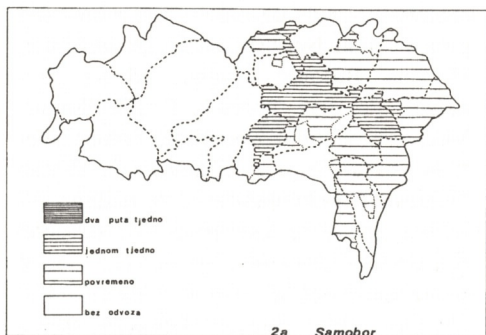 dva puta tjedno
jednom tjedno
povremeno
bez odvoza
2a Samobor